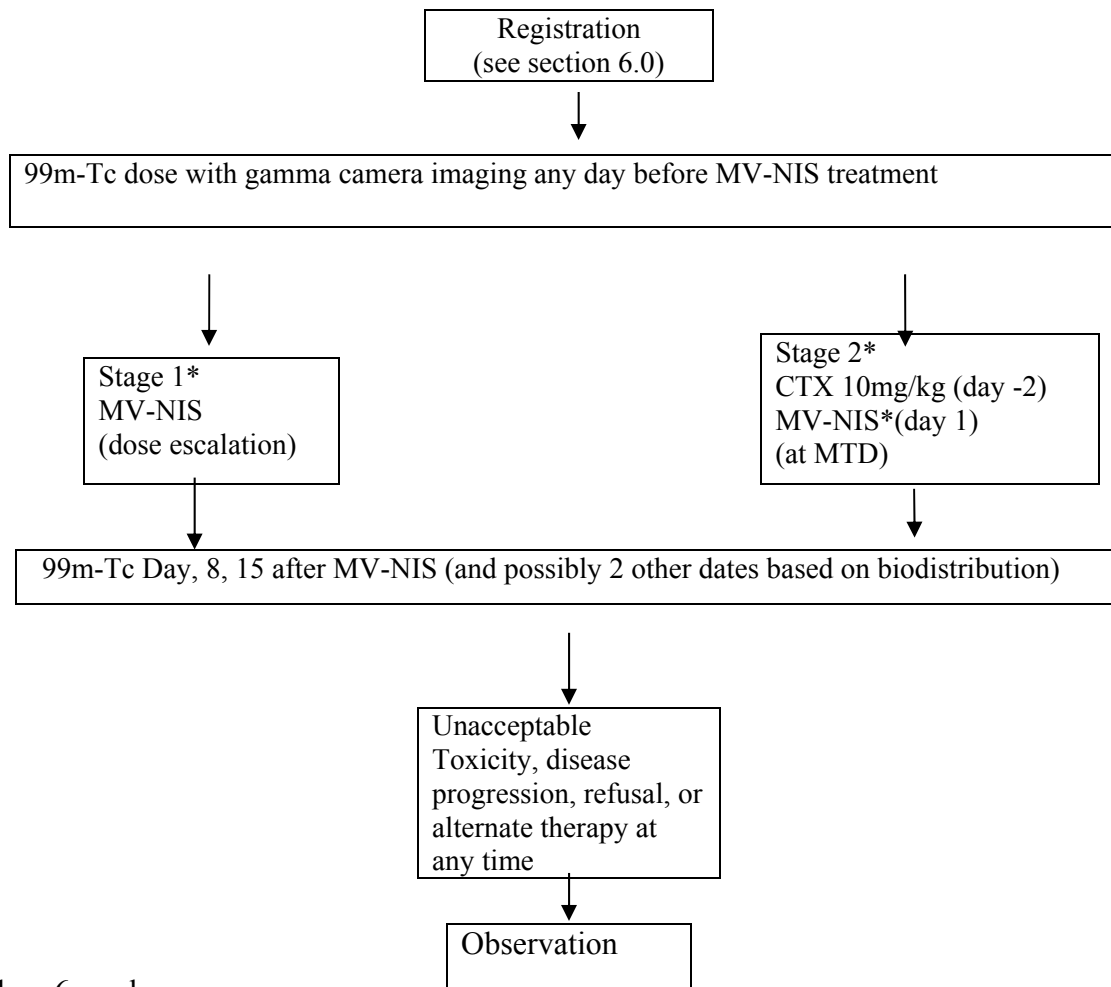 Registration
(see section 6.0)
99m-Tc dose with gamma camera imaging any day before MV-NIS treatment
Stage 1*
MV-NIS
(dose escalation)
Stage 2*
CTX 10mg/kg (day -2)
MV-NIS*(day 1)
(at MTD)
99m-Tc Day, 8, 15 after MV-NIS (and possibly 2 other dates based on biodistribution)
Unacceptable
Toxicity, disease
progression, refusal, or
alternate therapy at
any time
Observation